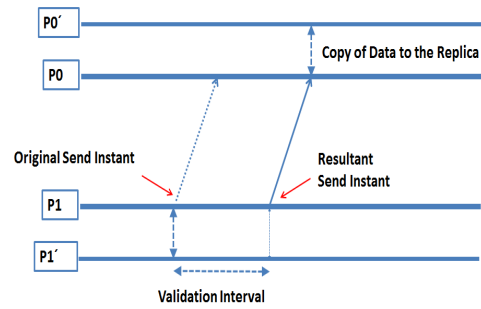 P0´
Copy of Data to the Replica
P0
Original Send Instant
Resultant
Send Instant
P1
P1´
Validation Interval